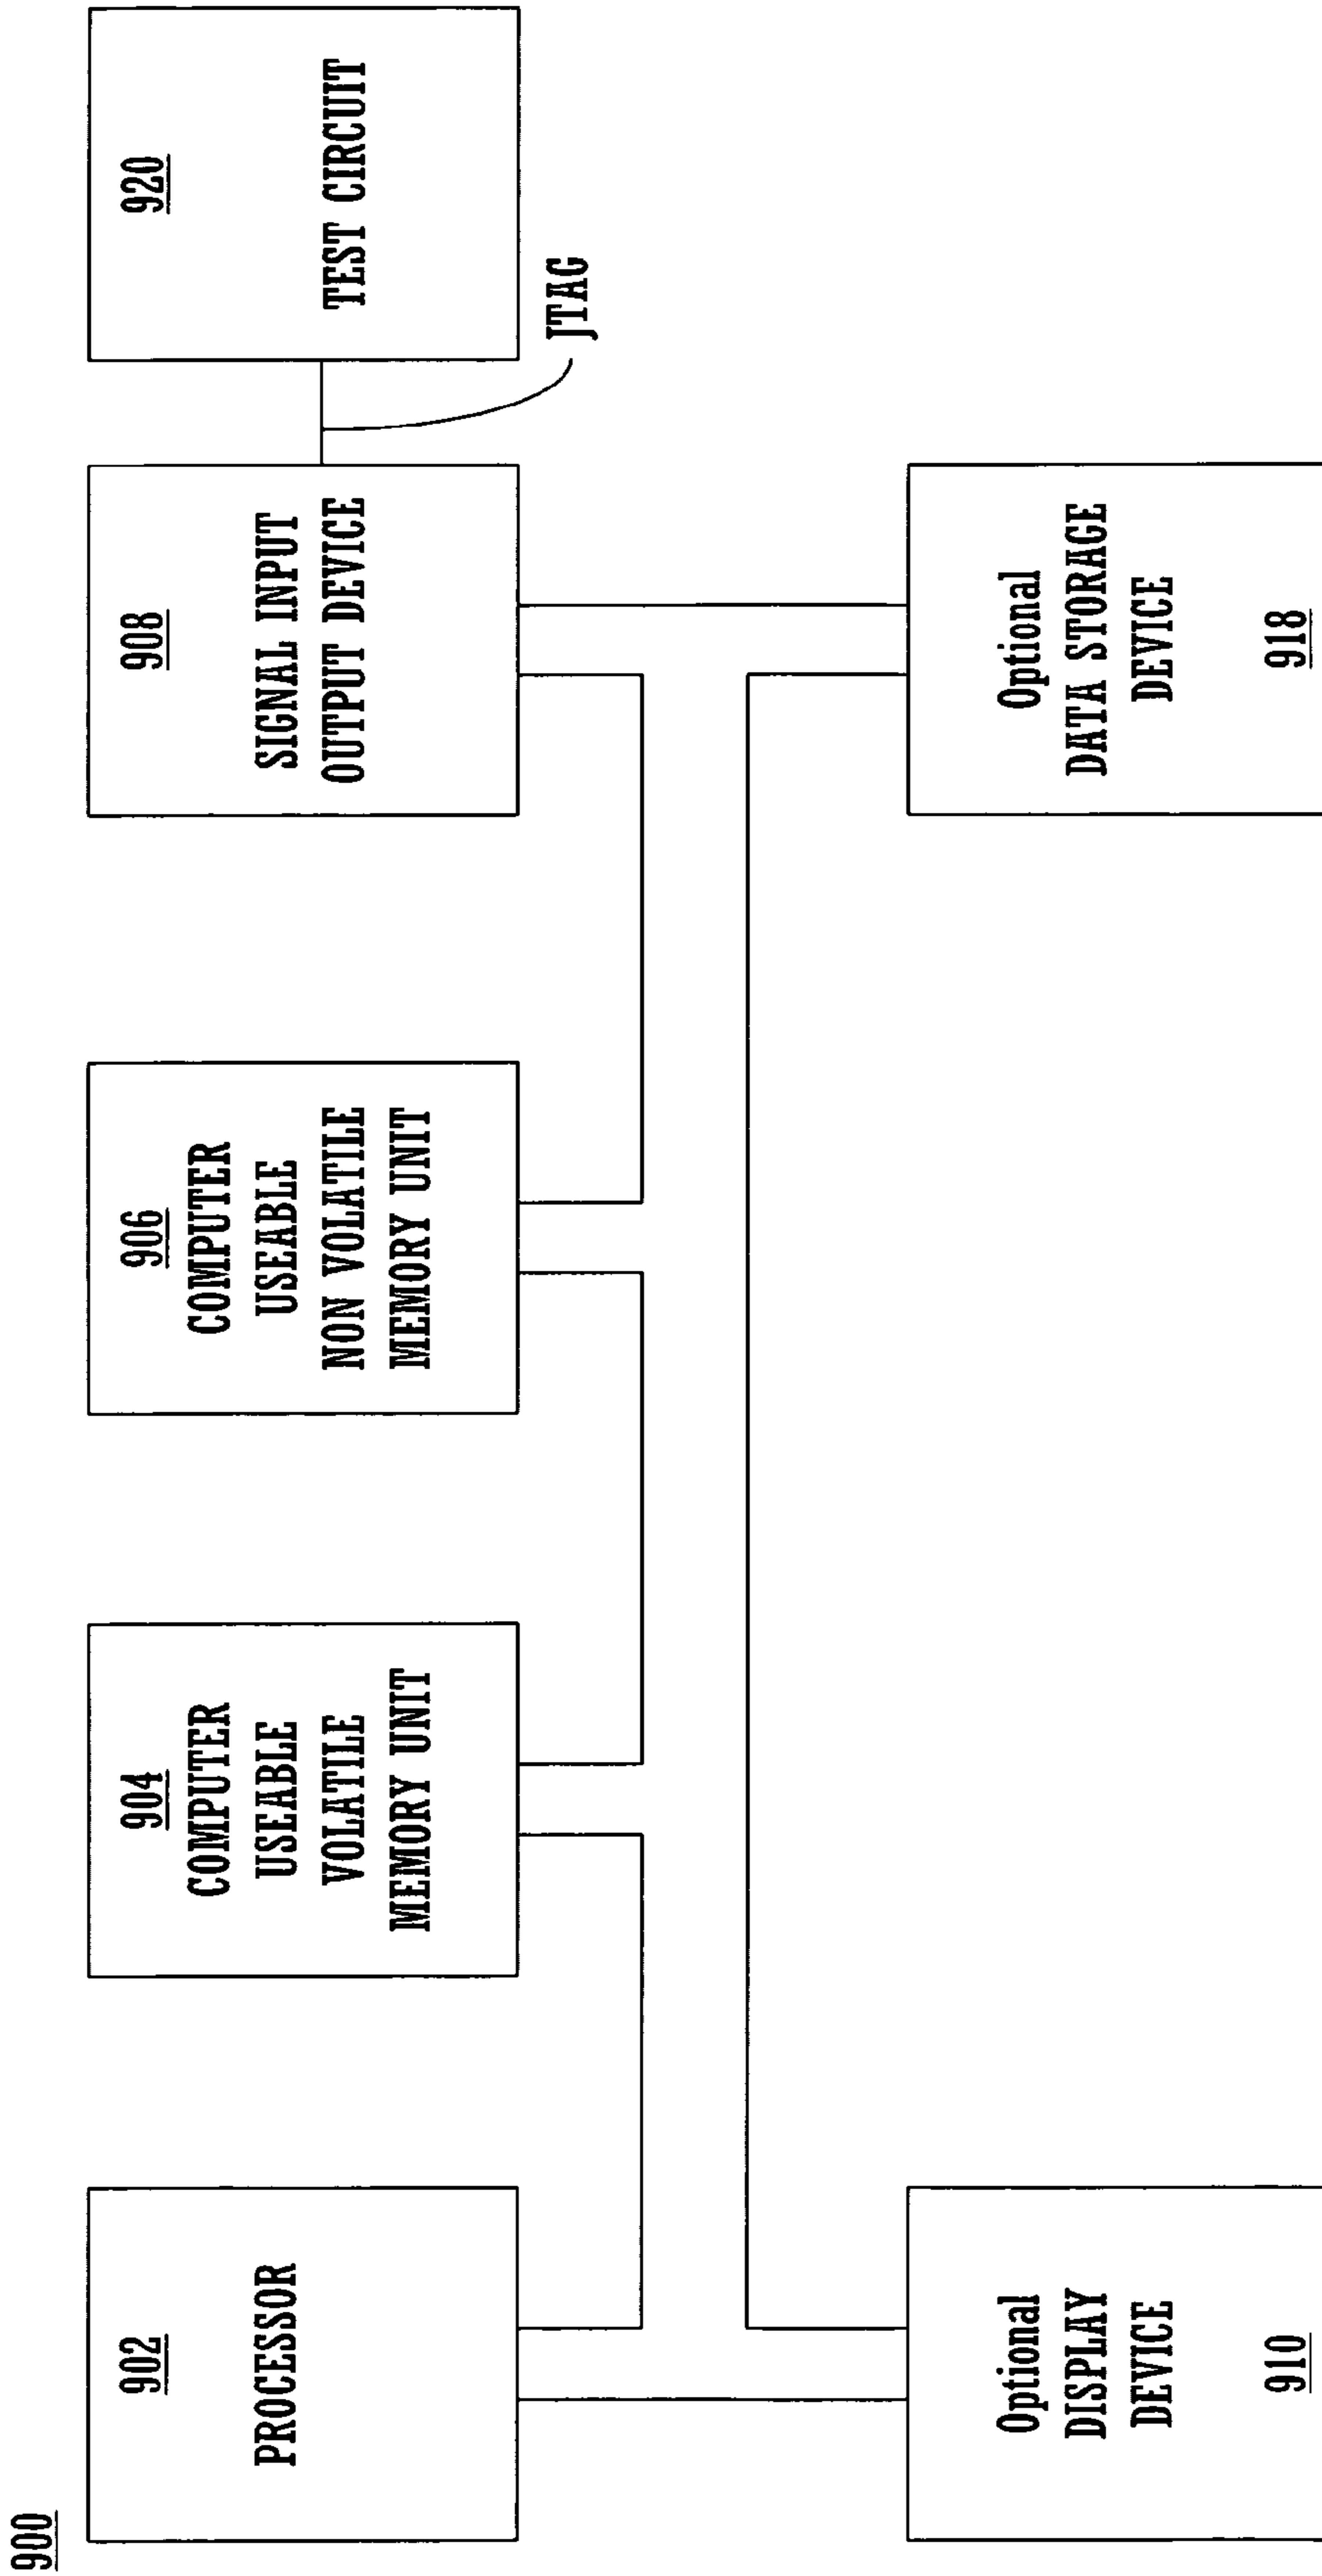 900
902
PROCESSOR
904
COMPUTER
USEABLE
VOLATILE
MEMORY UNIT
906
COMPUTER
USEABLE
NON VOLATILE
MEMORY UNIT
908
SIGNAL INPUT
OUTPUT DEVICE
920
TEST CIRCUIT
JTAG
Optional
DISPLAY
DEVICE
910
Optional
DATA STORAGE
DEVICE
918